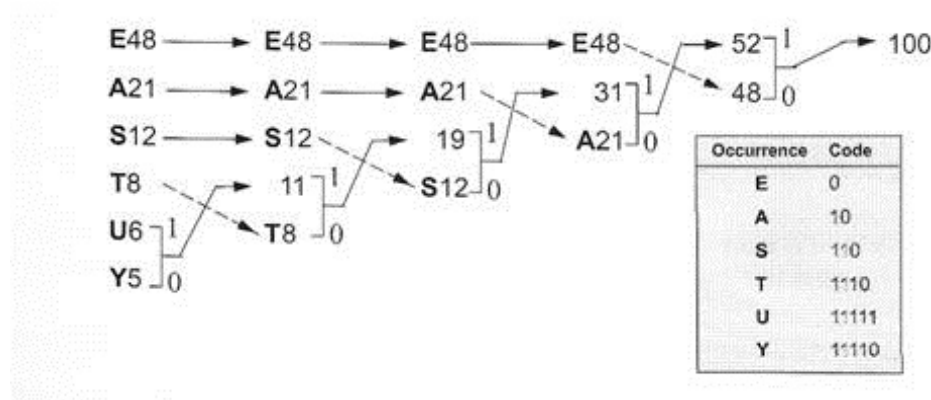 E48 E48 E48 E48 52 1 100
A21 A21 A21 31 1 48 0
S12 S12 19 1 A21 0
T8 11 1 S12 0
U6 1 T8 0
Y5 0
Occurrence Code
E 0
A 10
S 110
T 1110
U 11111
Y 11110